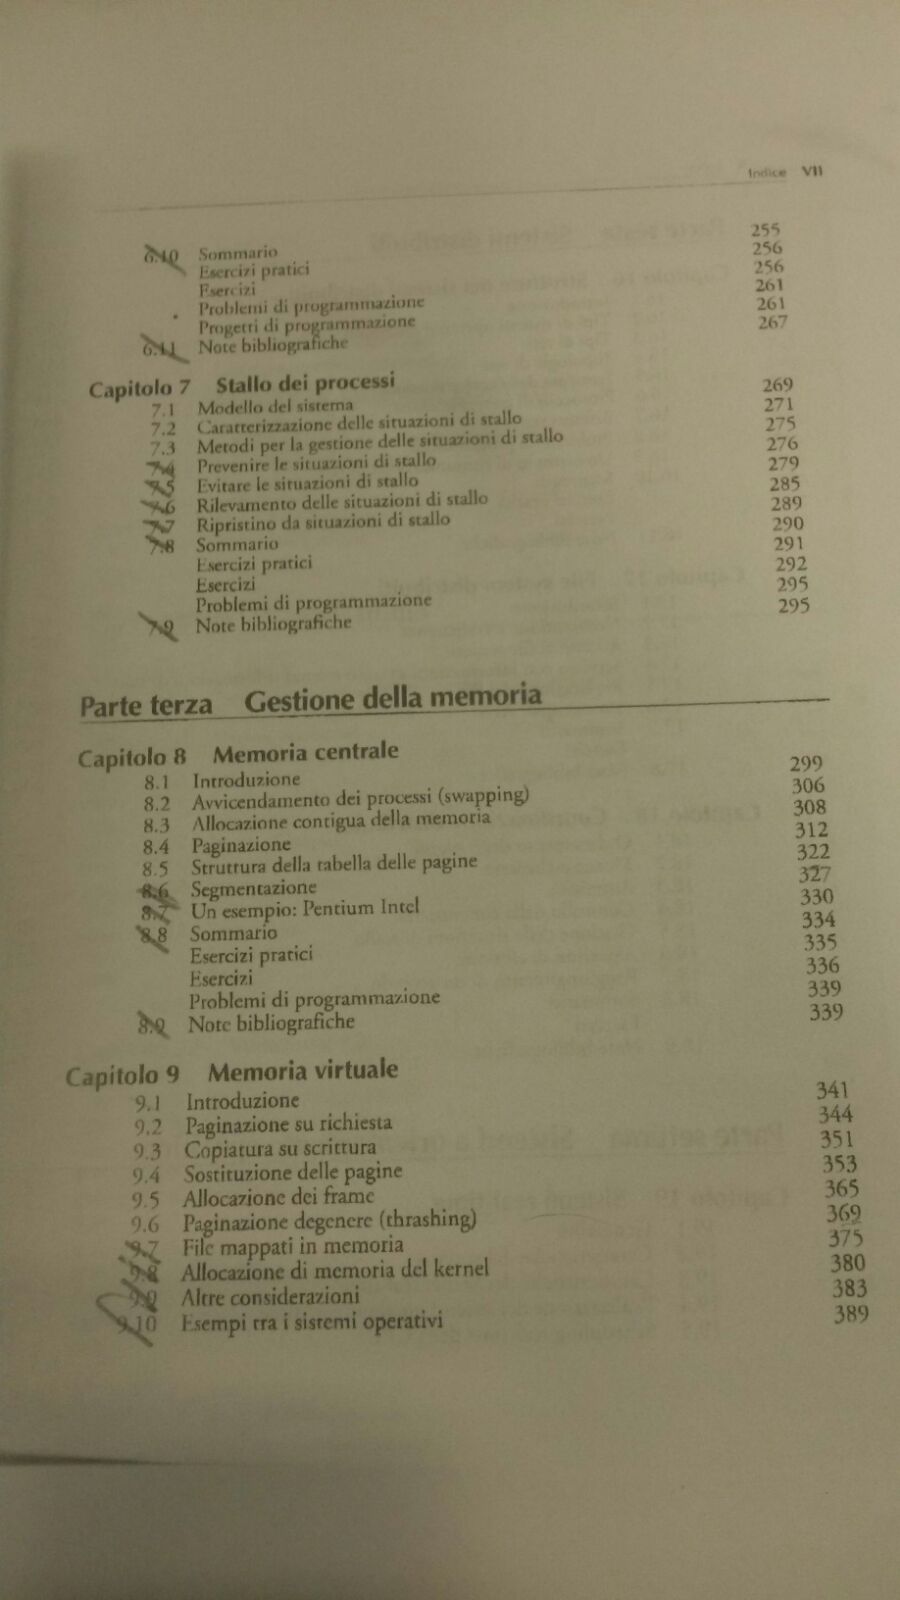 Indice VII
6.10 Sommario 255
Esercizi pratici 256
Esercizi 256
Problemi di programmazione 261
Progetti di programmazione 261
6.11 Note bibliografiche 267
Capitolo 7 Stallo dei processi
7.1 Modello del sistema 269
7.2 Caratterizzazione delle situazioni di stallo 271
7.3 Metodi per la gestione delle situazioni di stallo 275
7.4 Prevenire le situazioni di stallo 276
7.5 Evitare le situazioni di stallo 279
7.6 Rilevamento delle situazioni di stallo 285
7.7 Ripristino da situazioni di stallo 289
7.8 Sommario 290
Esercizi pratici 291
Esercizi 292
Problemi di programmazione 295
7.9 Note bibliografiche 295
Parte terza Gestione della memoria
Capitolo 8 Memoria centrale
8.1 Introduzione 299
8.2 Avvicendamento dei processi (swapping) 306
8.3 Allocazione contigua della memoria 308
8.4 Paginazione 312
8.5 Struttura della tabella delle pagine 322
8.6 Segmentazione 327
8.7 Un esempio: Pentium Intel 330
8.8 Sommario 334
Esercizi pratici 335
Esercizi 336
Problemi di programmazione 339
8.9 Note bibliografiche 339
Capitolo 9 Memoria virtuale
9.1 Introduzione 341
9.2 Paginazione su richiesta 344
9.3 Copiatura su scrittura 351
9.4 Sostituzione delle pagine 353
9.5 Allocazione dei frame 365
9.6 Paginazione degenere (thrashing) 369
9.7 File mappati in memoria 375
9.8 Allocazione di memoria del kernel 380
9.9 Altre considerazioni 383
9.10 Esempi tra i sistemi operativi 389